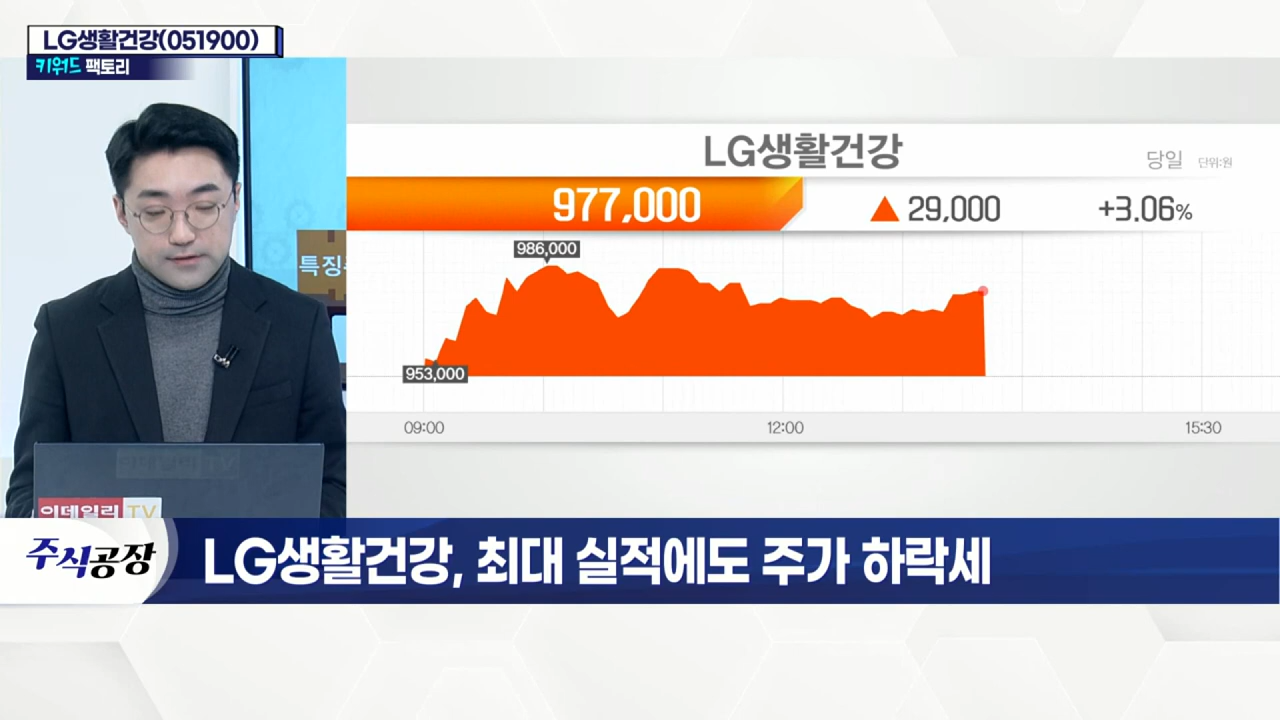 LG생활건강(051900)
키워드 팩토리
LG생활건강
당일 단위:원
977,000
▲ 29,000
+3.06%
986,000
953,000
09:00
12:00
15:30
특징
이데일리 TV
주식공장
LG생활건강, 최대 실적에도 주가 하락세